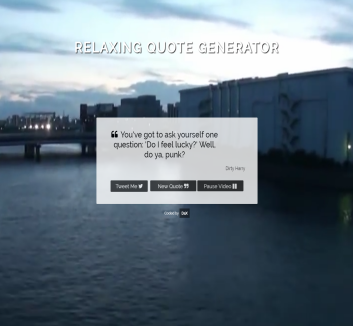 RELAXING QUOTE GENERATOR
You've got to ask yourself one
question: 'Do I feel lucky?' Well,
do ya, punk?
Dirty Harry
Tweet Me
New Quote
Pause Video
Coded by